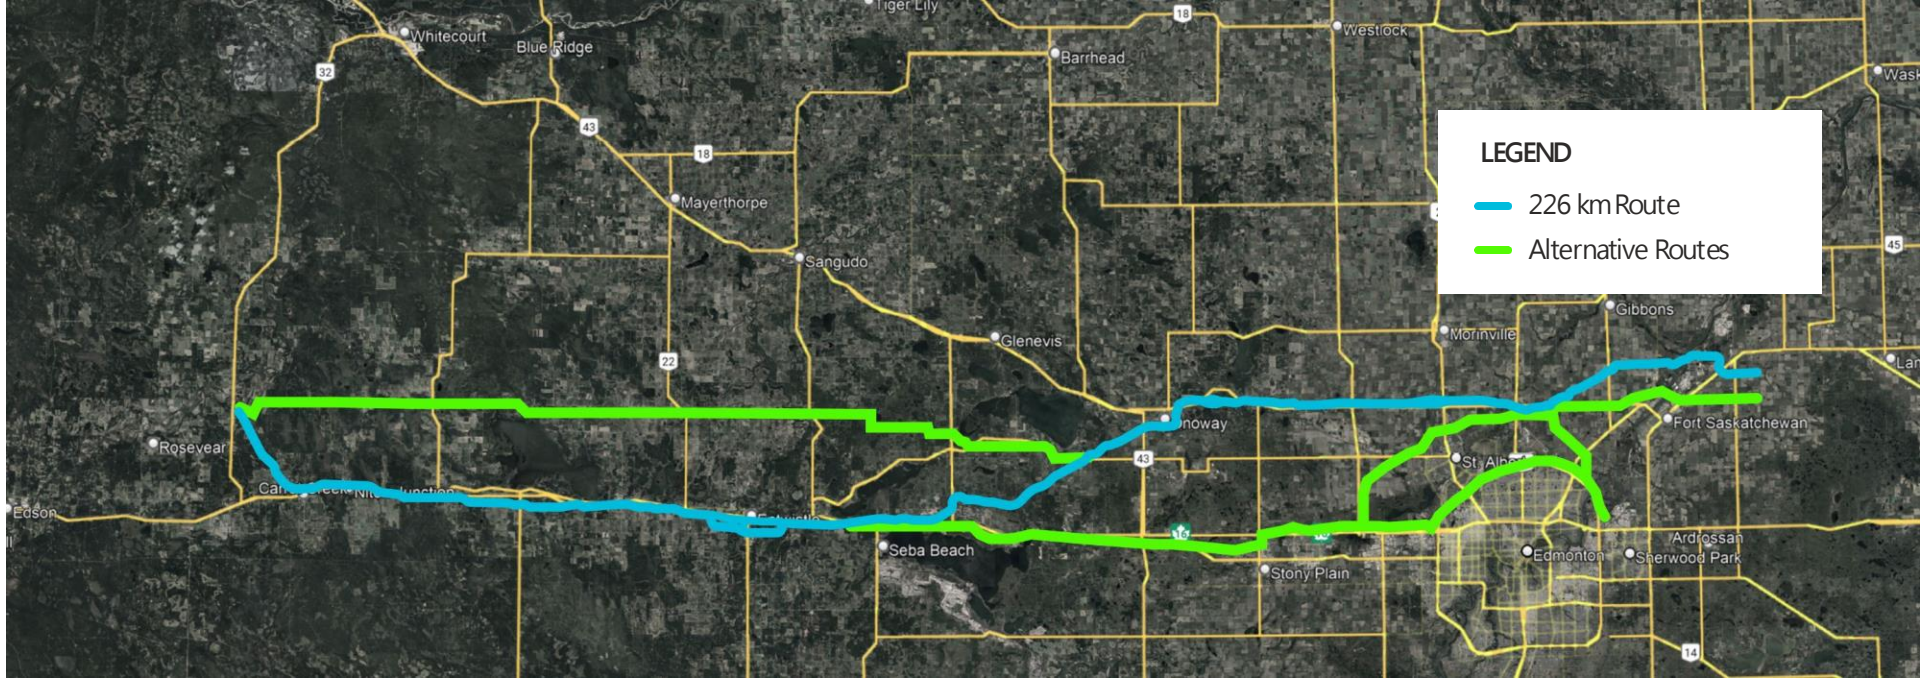 Tiger Lily
18
Westlock
Whitecourt
Blue Ridge
Barrhead
32
Wask
LEGEND
43
18
226 km Route
Mayerthorpe
Alternative Routes
45
Sangudo
Gibbons
Glenevis
Morinville
22
Lan
Fort Saskatchewan
noway
Rosevear
43
St. Albe
Edson
Junction
16
Seba Beach
Ardrossan
Edmonton
Sherwood Park
Stony Plain
14